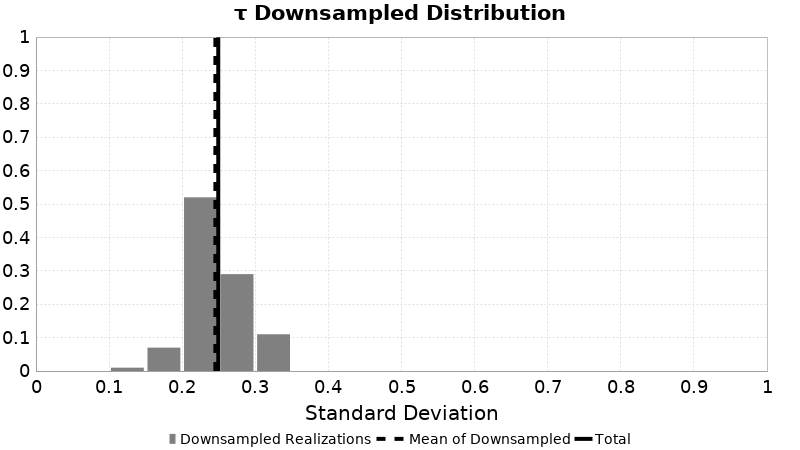 τ Downsampled Distribution
1
0.9
0.8
0.7
0.6
0.5
0.4
0.3
0.2
0.1
0
0 0.1 0.2 0.3 0.4 0.5 0.6 0.7 0.8 0.9 1
Standard Deviation
Downsampled Realizations Mean of Downsampled Total